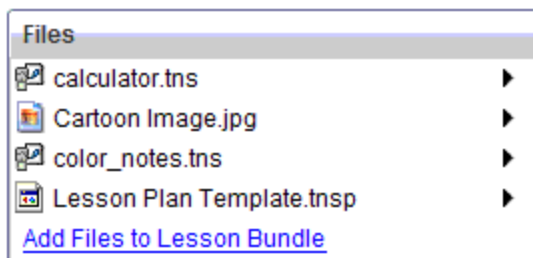 Files
calculator.tns
Cartoon Image.jpg
color_notes.tns
Lesson Plan Template.tnsp
Add Files to Lesson Bundle